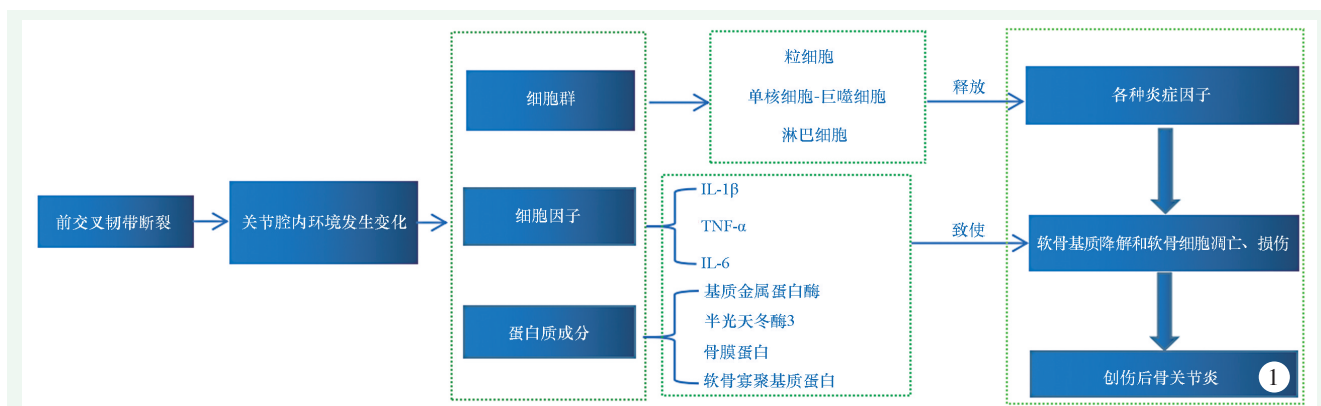 前交叉韧带断裂
关节腔内环境发生变化
细胞群
细胞因子
蛋白质成分
粒细胞
单核细胞-巨噬细胞
淋巴细胞
IL-1β
TNF-α
IL-6
基质金属蛋白酶
半光天冬酶3
骨膜蛋白
软骨寡聚基质蛋白
释放
致使
各种炎症因子
软骨基质降解和软骨细胞凋亡、损伤
创伤后骨关节炎
1